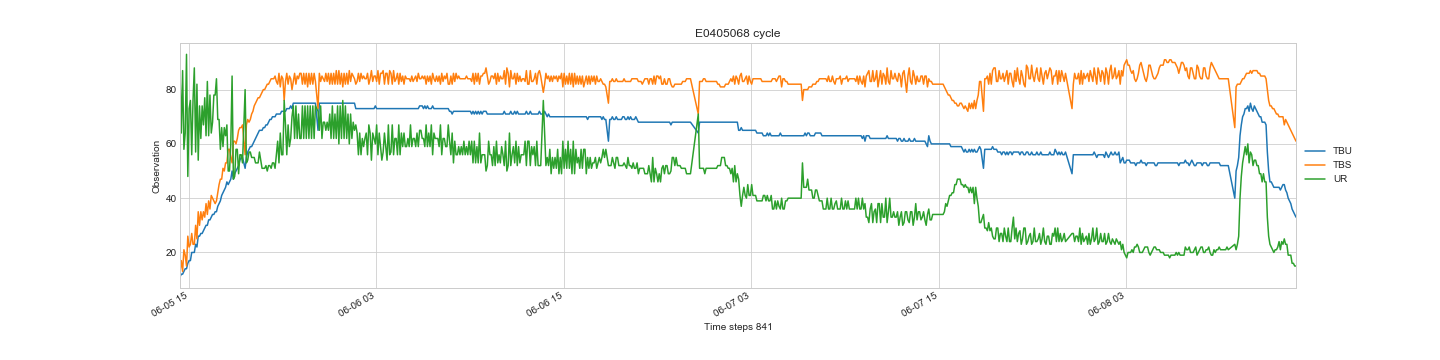 E0405068 cycle
Observation
80
60
40
20
06-05 15
06-06 03
06-06 15
06-07 03
06-07 15
06-08 03
Time steps 841
TBU
TBS
UR